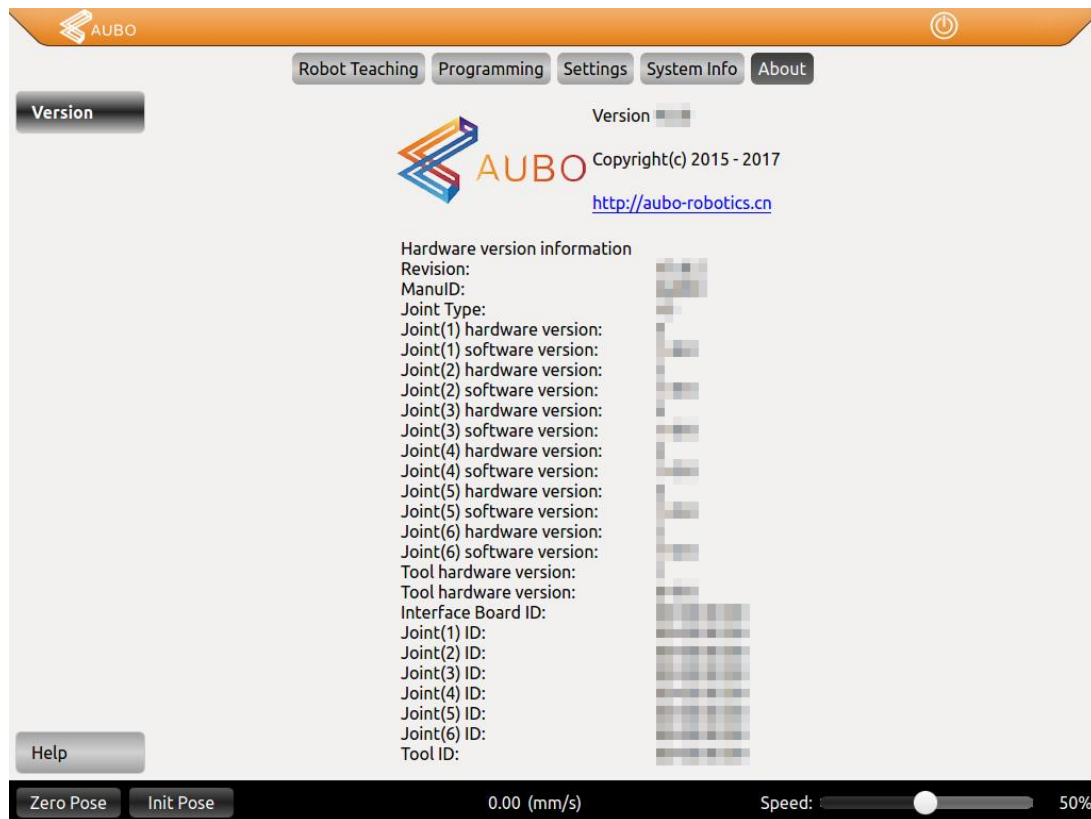 AUBO
Robot Teaching Programming Settings System Info About
Version
Version
AUBO
Copyright(c) 2015 - 2017
http://aubo-robotics.cn
Hardware version information
Revision:
ManuID:
Joint Type:
Joint(1) hardware version:
Joint(1) software version:
Joint(2) hardware version:
Joint(2) software version:
Joint(3) hardware version:
Joint(3) software version:
Joint(4) hardware version:
Joint(4) software version:
Joint(5) hardware version:
Joint(5) software version:
Joint(6) hardware version:
Joint(6) software version:
Tool hardware version:
Tool hardware version:
Interface Board ID:
Joint(1) ID:
Joint(2) ID:
Joint(3) ID:
Joint(4) ID:
Joint(5) ID:
Joint(6) ID:
Tool ID:
Help
Zero Pose Init Pose 0.00 (mm/s) Speed: 50%